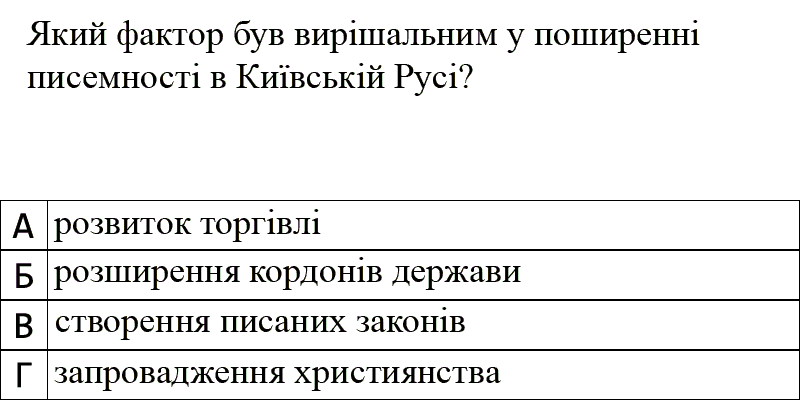 Який фактор був вирішальним у поширенні
писемності в Київській Русі?
А розвиток торгівлі
Б розширення кордонів держави
В створення писаних законів
Г запровадження християнства